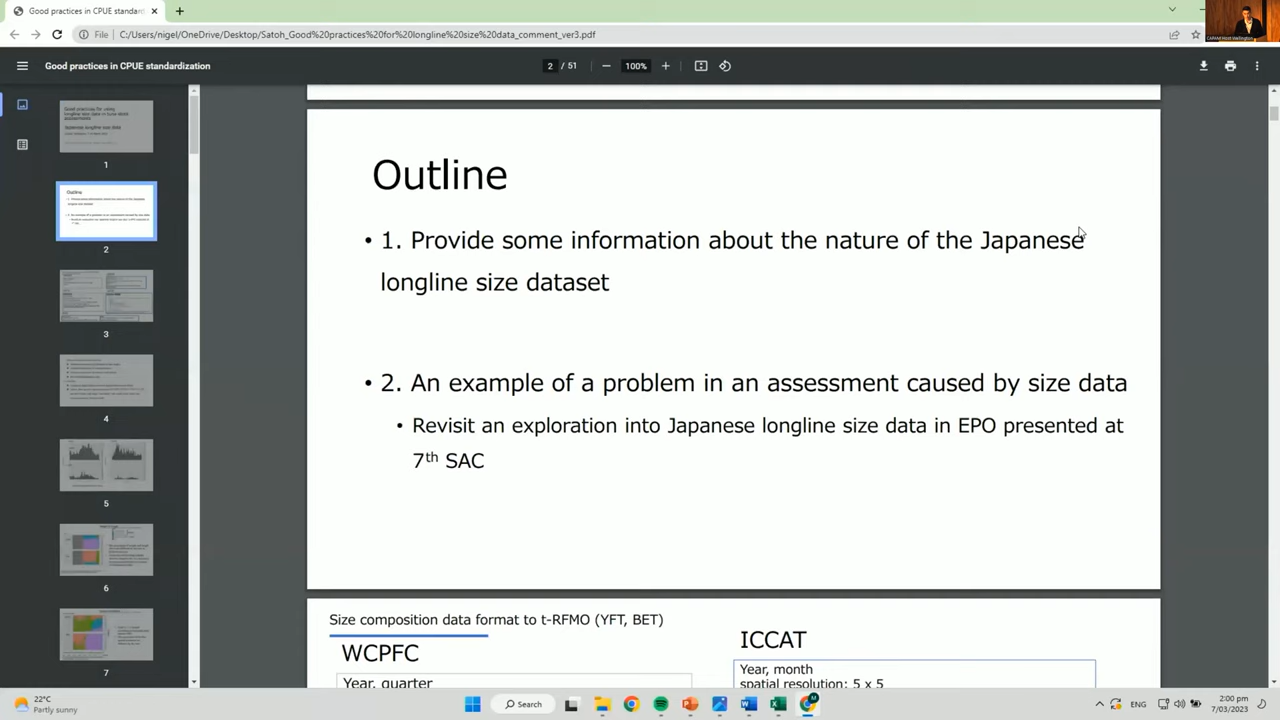 Good practices in CPUE standard
File
C:/Users/nigel/OneDrive/Desktop/Satoh_Good%20practices%20for%20longline%20size%20data_comment_ver3.pdf
Good practices in CPUE standardization
2 / 51
100%
1
2
3
4
5
6
7
Outline
• 1. Provide some information about the nature of the Japanese
longline size dataset
• 2. An example of a problem in an assessment caused by size data
• Revisit an exploration into Japanese longline size data in EPO presented at
7th SAC
Size composition data format to t-RFMO (YFT, BET)
WCPFC
ICCAT
Year, quarter
Year, month
spatial resolution: 5 x 5
22°C
Partly sunny
Search
ENG
2:00 pm
7/03/2023